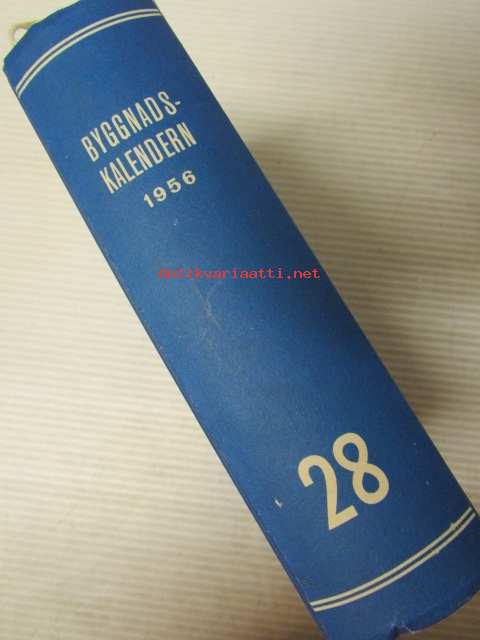 BYGGNADS-
KALENDERN
1956
Antikvariaatti.net
28